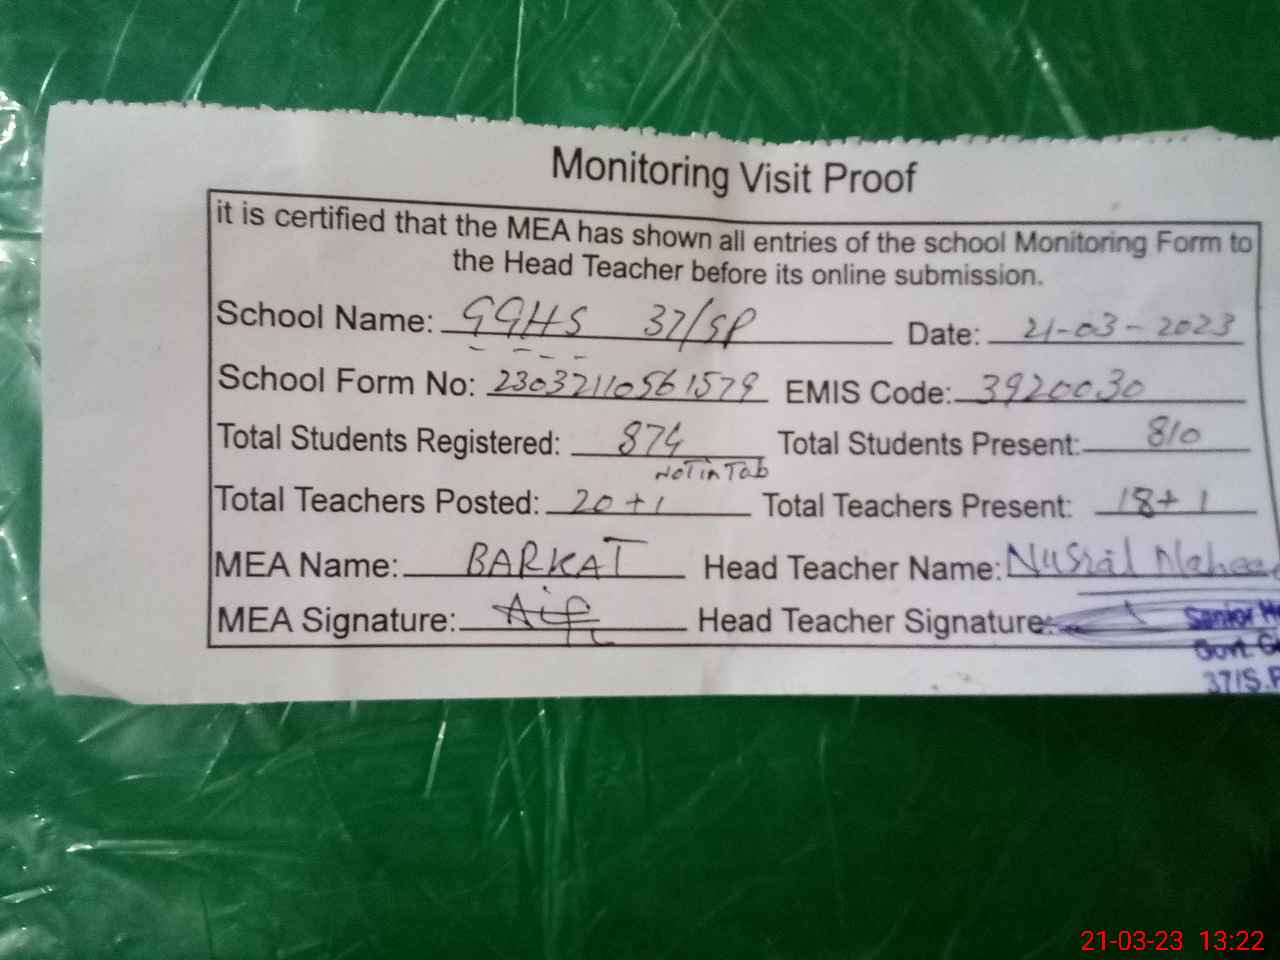 Monitoring Visit Proof
it is certified that the MEA has shown all entries of the school Monitoring Form to
the Head Teacher before its online submission.
School Name: GGHS 37/SP Date: 21-03-2023
School Form No: 23032110561579 EMIS Code: 3920030
Total Students Registered: 874 Total Students Present: 810
Not in Tab
Total Teachers Posted: 20+1 Total Teachers Present: 18+1
MEA Name: BARKAT Head Teacher Name: Nusrat
MEA Signature: Head Teacher Signature:
Senior
Govt. G
37/S.P
21-03-23 13:22